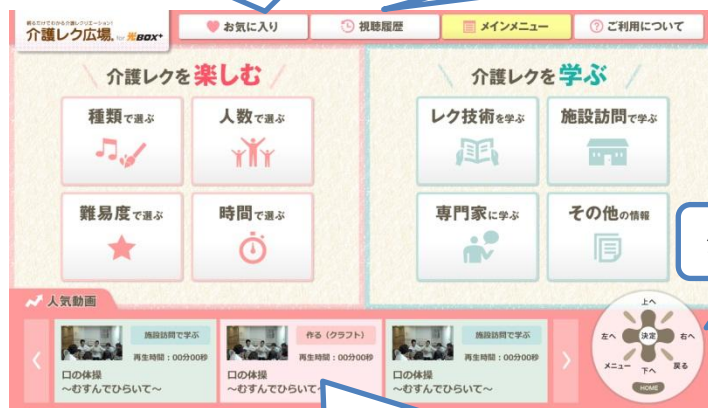 観るだけでわかる介護レクリエーション!
介護レク広場。for 光BOX+
お気に入り
視聴履歴
メインメニュー
? ご利用について
介護レクを楽しむ
介護レクを学ぶ
種類で選ぶ
人数で選ぶ
レク技術を学ぶ
施設訪問で学ぶ
難易度で選ぶ
時間で選ぶ
専門家に学ぶ
その他の情報
人気動画
施設訪問で学ぶ
再生時間:00分00秒
口の体操
~むすんでひらいて~
作る(クラフト)
再生時間:00分00秒
口の体操
~むすんでひらいて~
施設訪問で学ぶ
再生時間:00分00秒
口の体操
~むすんでひらいて~
上へ
左へ
決定
右へ
メニュー
下へ
戻る
HOME